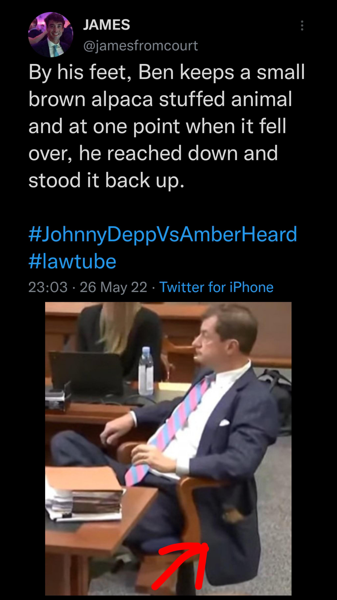 JAMES
@jamesfromcourt
By his feet, Ben keeps a small
brown alpaca stuffed animal
and at one point when it fell
over, he reached down and
stood it back up.
#JohnnyDeppVsAmberHeard
#lawtube
23:03 · 26 May 22 · Twitter for iPhone